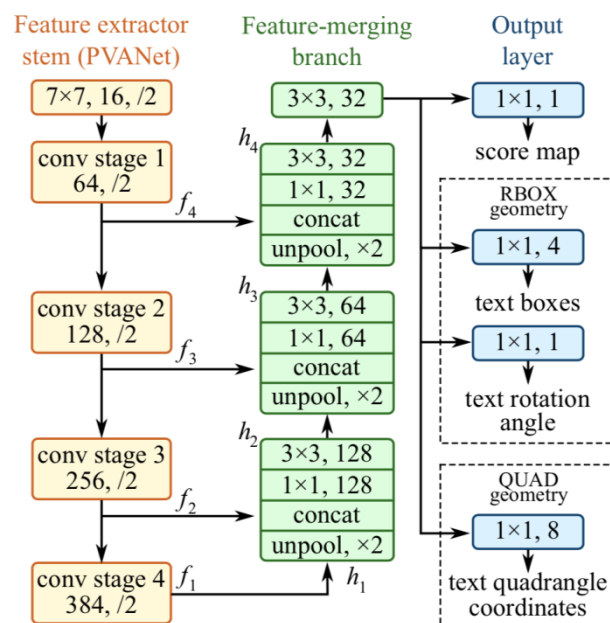 Feature extractor
stem (PVANet)
7×7, 16, /2
conv stage 1
64, /2
f4
conv stage 2
128, /2
f3
conv stage 3
256, /2
f2
conv stage 4
384, /2
f1
Feature-merging
branch
3×3, 32
h4
3×3, 32
1×1, 32
concat
unpool, ×2
h3
3×3, 64
1×1, 64
concat
unpool, ×2
h2
3×3, 128
1×1, 128
concat
unpool, ×2
h1
Output
layer
1×1, 1
score map
RBOX
geometry
1×1, 4
text boxes
1×1, 1
text rotation
angle
QUAD
geometry
1×1, 8
text quadrangle
coordinates